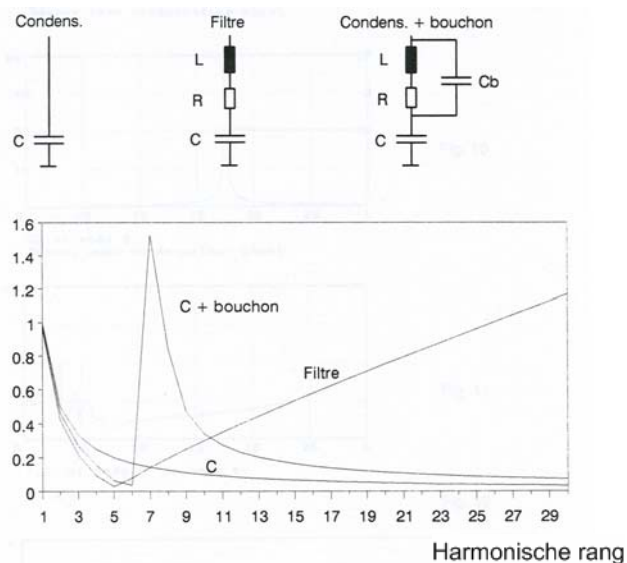 Condens. Filtre Condens. + bouchon
L L
Cb
R R
C C C
1.6
1.4
1.2
C + bouchon
1
0.8
Filtre
0.6
0.4
0.2
C
0
1 3 5 7 9 11 13 15 17 19 21 23 25 27 29
Harmonische rang